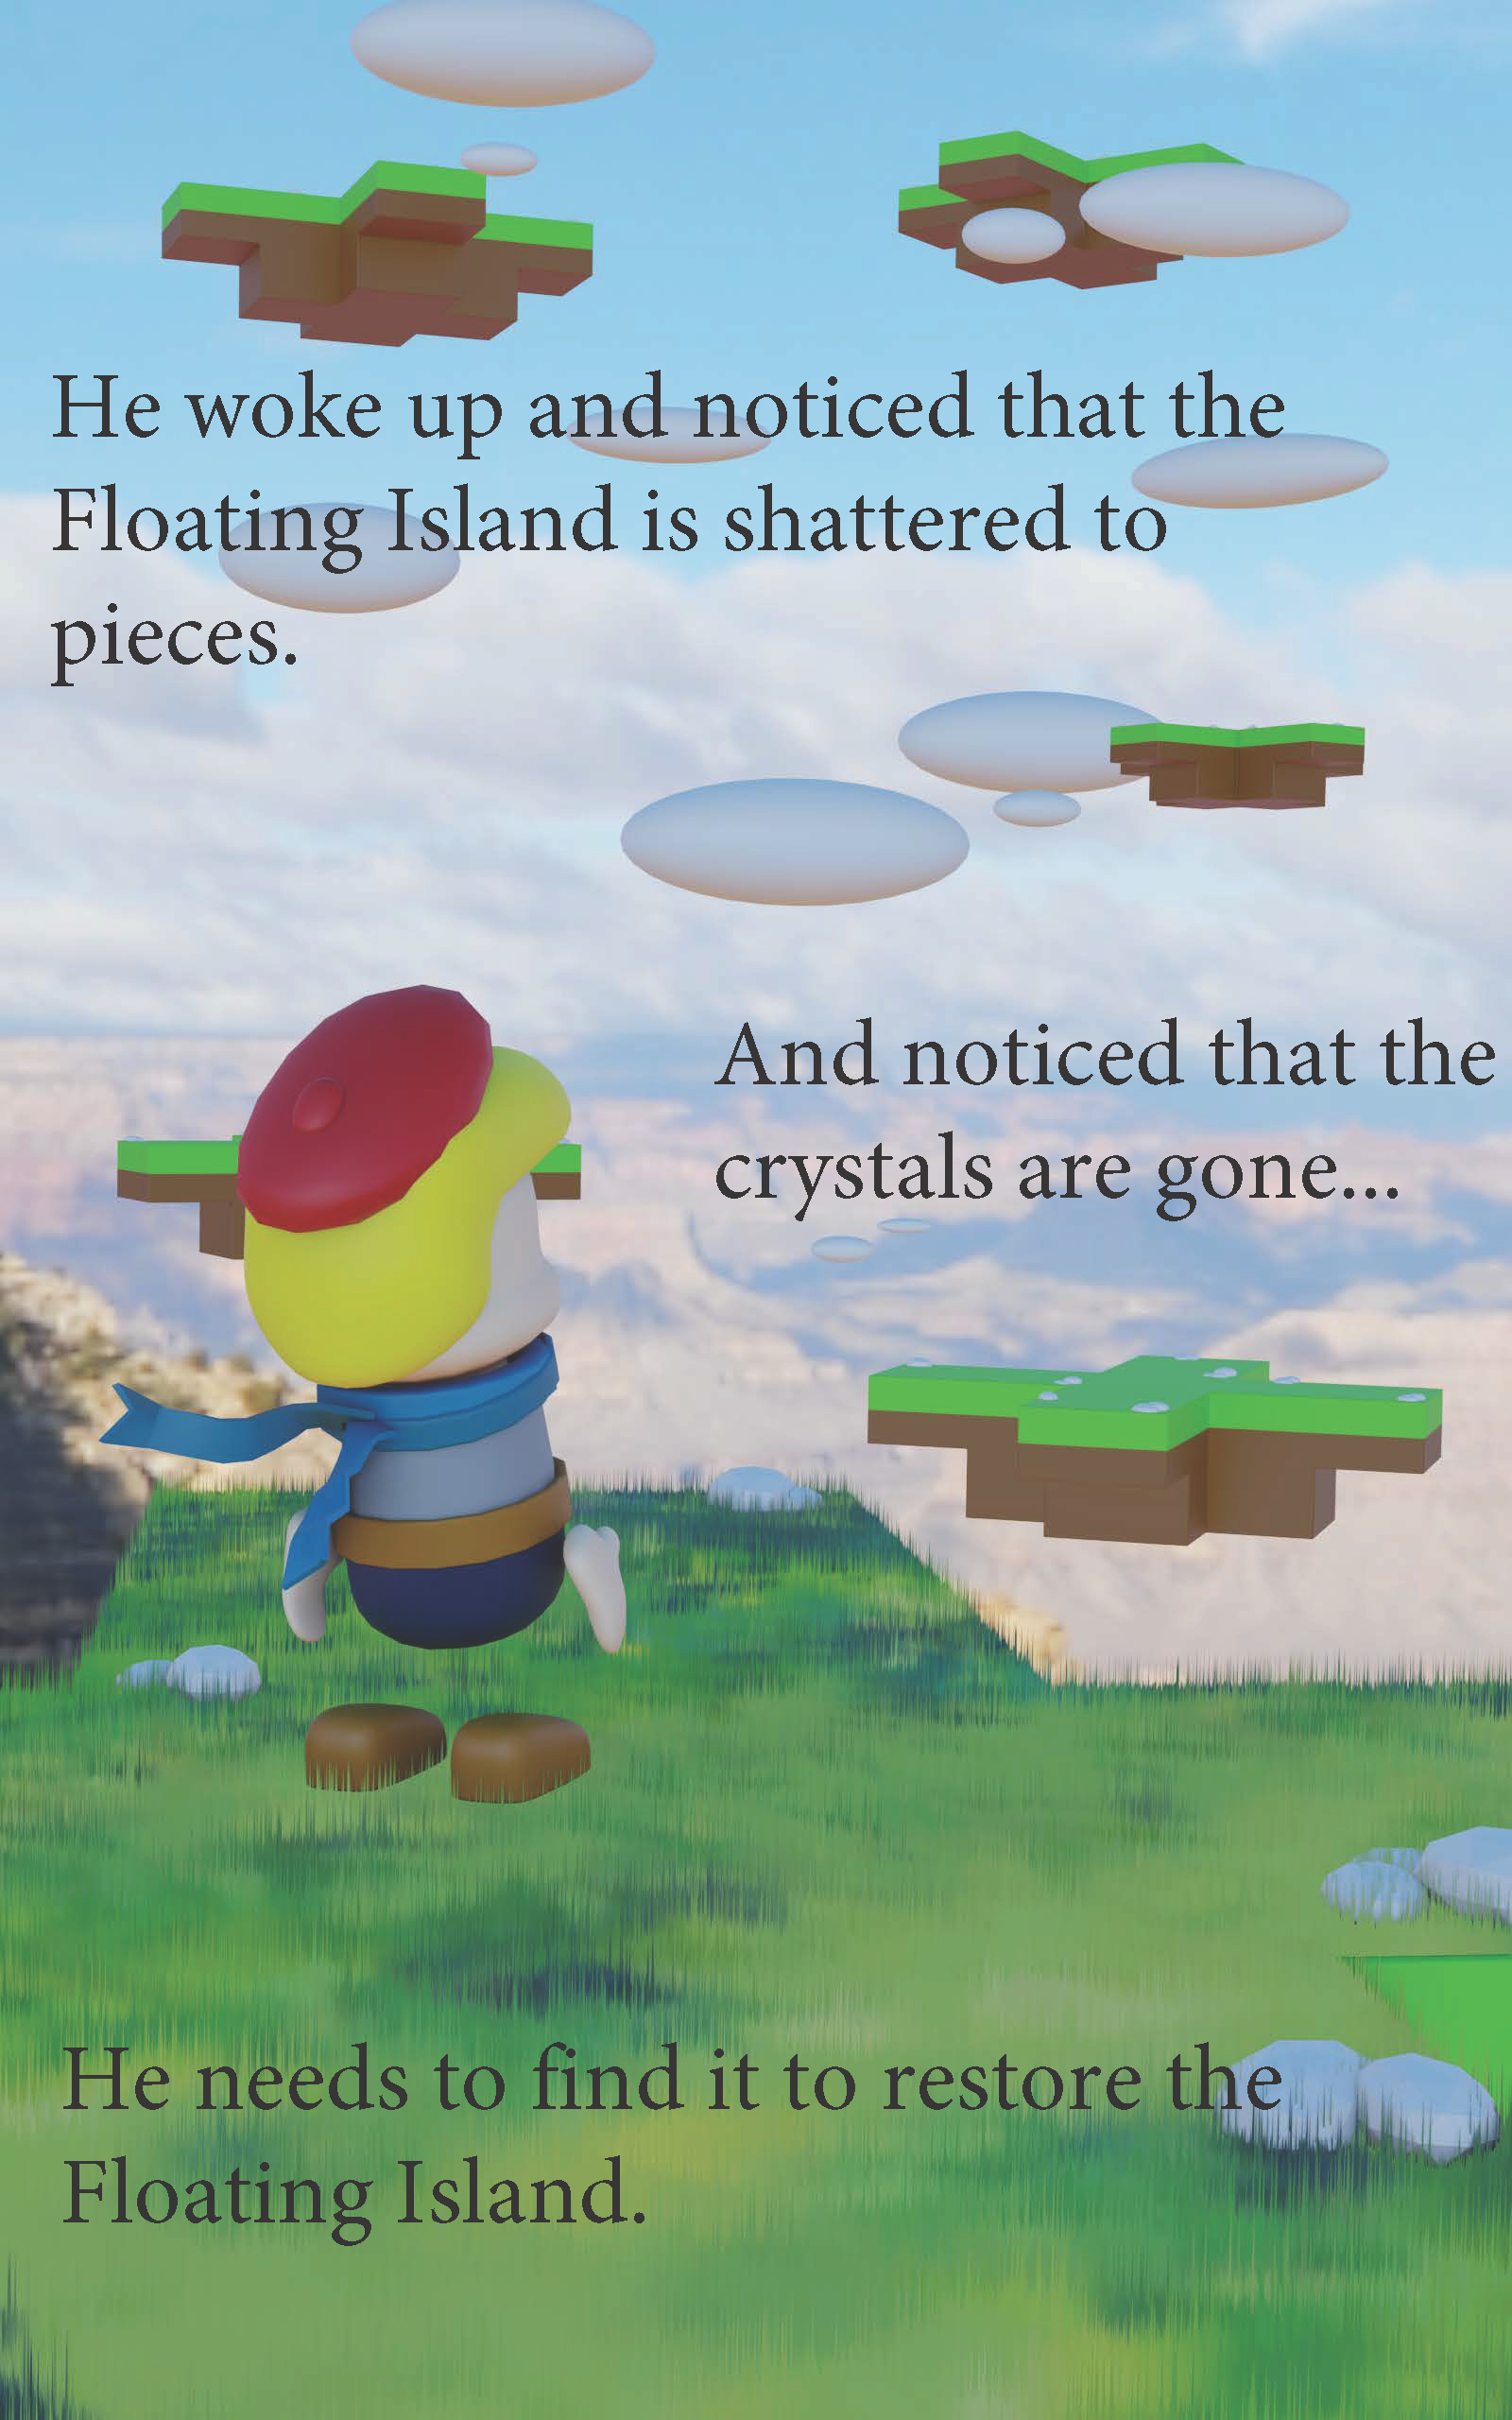 He woke up and noticed that the
Floating Island is shattered to
pieces.
And noticed that the
crystals are gone...
He needs to find it to restore the
Floating Island.